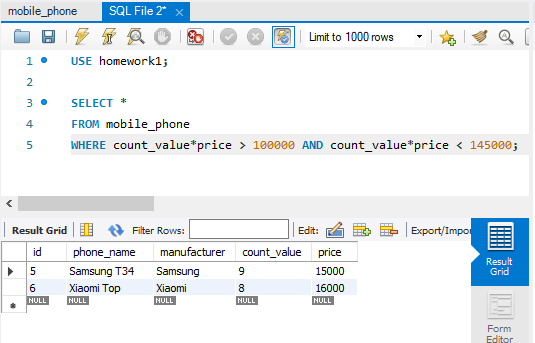 mobile_phone SQL File 2* ×
Limit to 1000 rows
1 USE homework1;
2
3 SELECT *
4 FROM mobile_phone
5 WHERE count_value*price > 100000 AND count_value*price < 145000;
Result Grid Filter Rows: Edit: Export/Impor
id phone_name manufacturer count_value price
5 Samsung T34 Samsung 9 15000
6 Xiaomi Top Xiaomi 8 16000
NULL NULL NULL NULL NULL
Result
Grid
Form
Editor